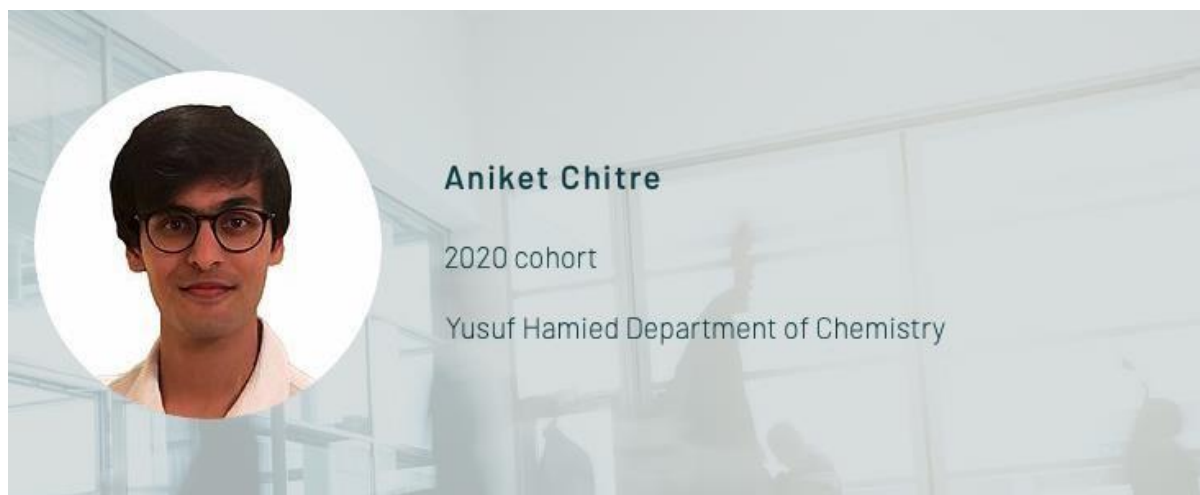 Aniket Chitre
2020 cohort
Yusuf Hamied Department of Chemistry